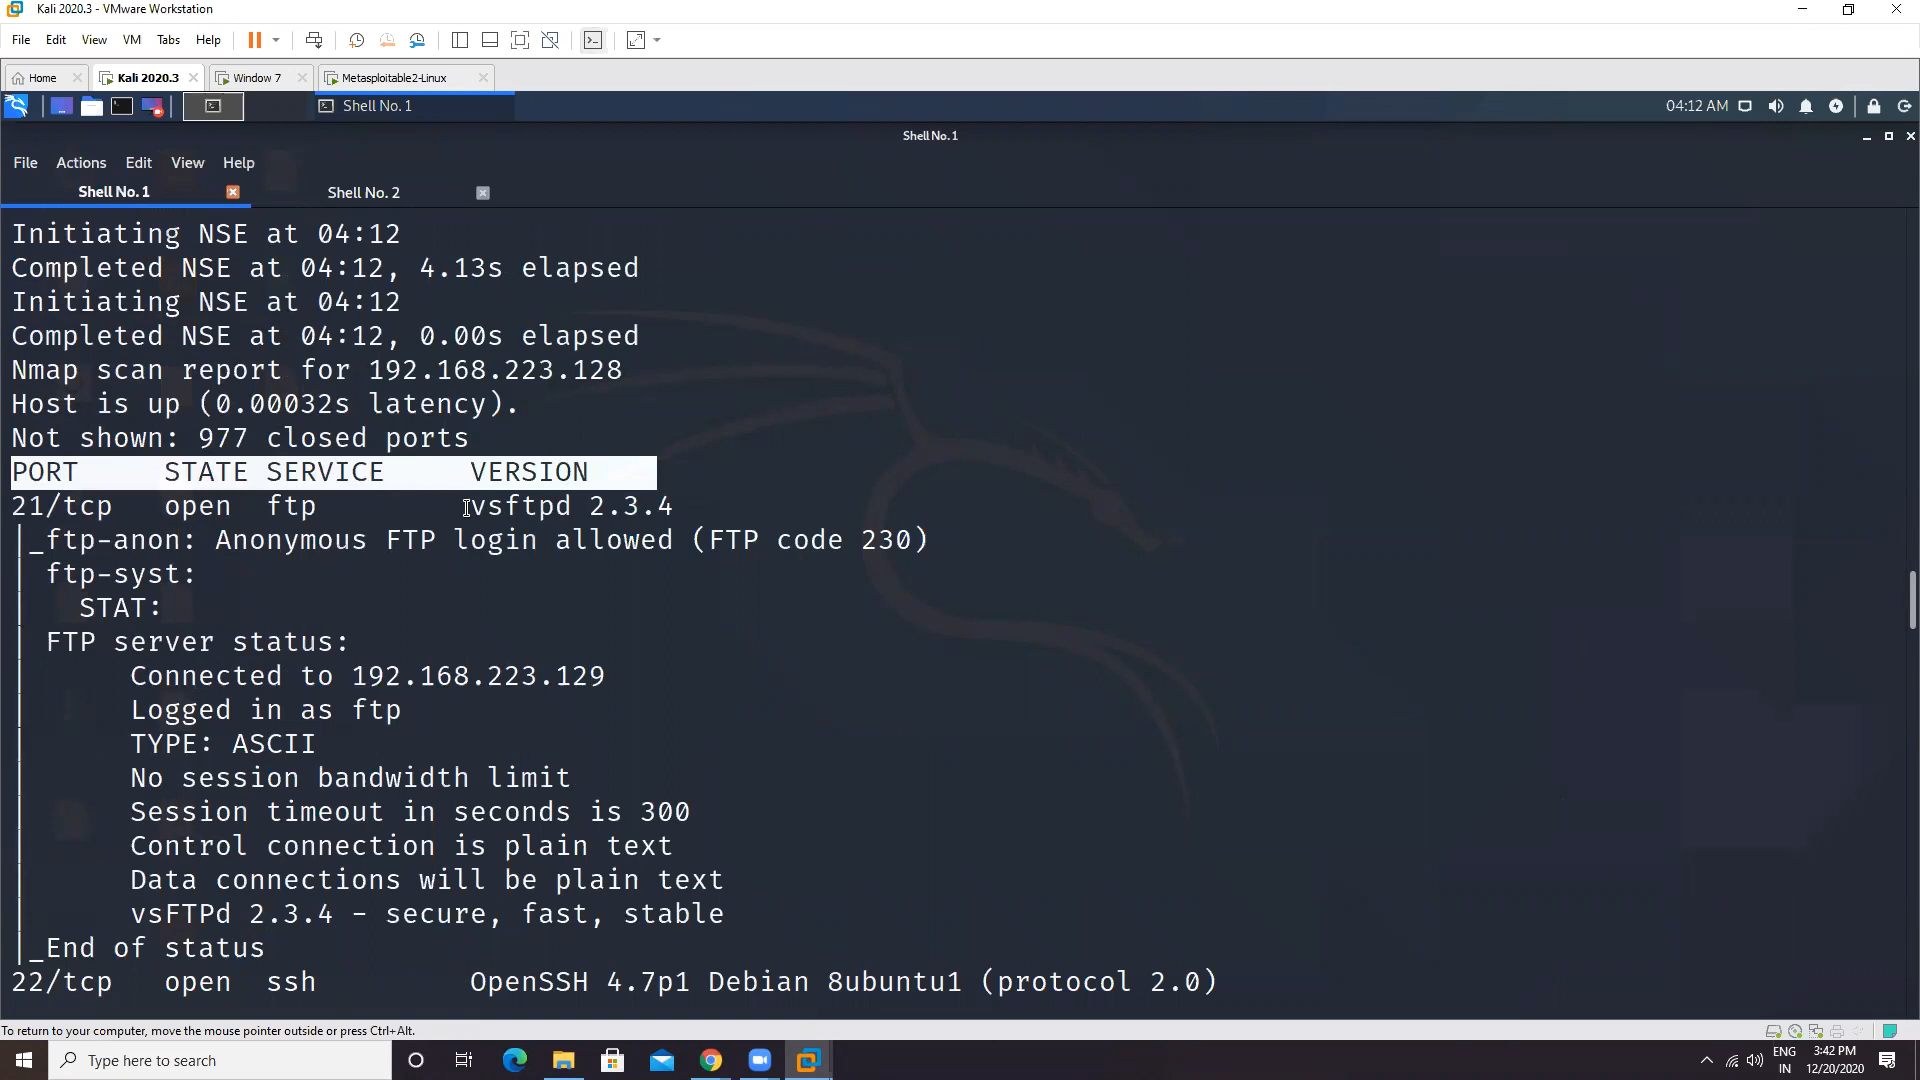 Kali 2020.3 - VMware Workstation
File Edit View VM Tabs Help
Home Kali 2020.3 Window 7 Metasploitable2-Linux
Shell No. 1 04:12 AM
Shell No. 1
File Actions Edit View Help
Shell No. 1 Shell No. 2
Initiating NSE at 04:12
Completed NSE at 04:12, 4.13s elapsed
Initiating NSE at 04:12
Completed NSE at 04:12, 0.00s elapsed
Nmap scan report for 192.168.223.128
Host is up (0.00032s latency).
Not shown: 977 closed ports
PORT STATE SERVICE VERSION
21/tcp open ftp vsftpd 2.3.4
|_ftp-anon: Anonymous FTP login allowed (FTP code 230)
| ftp-syst:
|   STAT:
| FTP server status:
|      Connected to 192.168.223.129
|      Logged in as ftp
|      TYPE: ASCII
|      No session bandwidth limit
|      Session timeout in seconds is 300
|      Control connection is plain text
|      Data connections will be plain text
|      vsFTPd 2.3.4 - secure, fast, stable
|_End of status
22/tcp open ssh OpenSSH 4.7p1 Debian 8ubuntu1 (protocol 2.0)
To return to your computer, move the mouse pointer outside or press Ctrl+Alt.
Type here to search ENG 3:42 PM
IN 12/20/2020